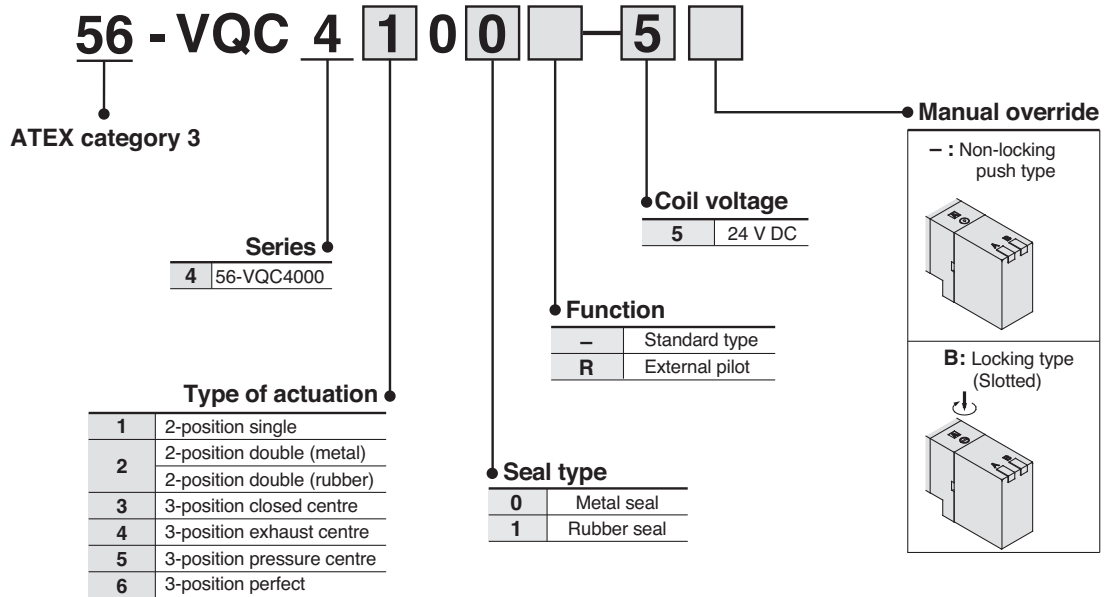 56 - VQC 4 1 0 0 – 5
ATEX category 3
Manual override
– : Non-locking
push type
A
B
Coil voltage
5 24 V DC
Series
4 56-VQC4000
Function
– Standard type
R External pilot
B: Locking type
(Slotted)
A
B
Type of actuation
1 2-position single
2 2-position double (metal)
2-position double (rubber)
3 3-position closed centre
4 3-position exhaust centre
5 3-position pressure centre
6 3-position perfect
Seal type
0 Metal seal
1 Rubber seal